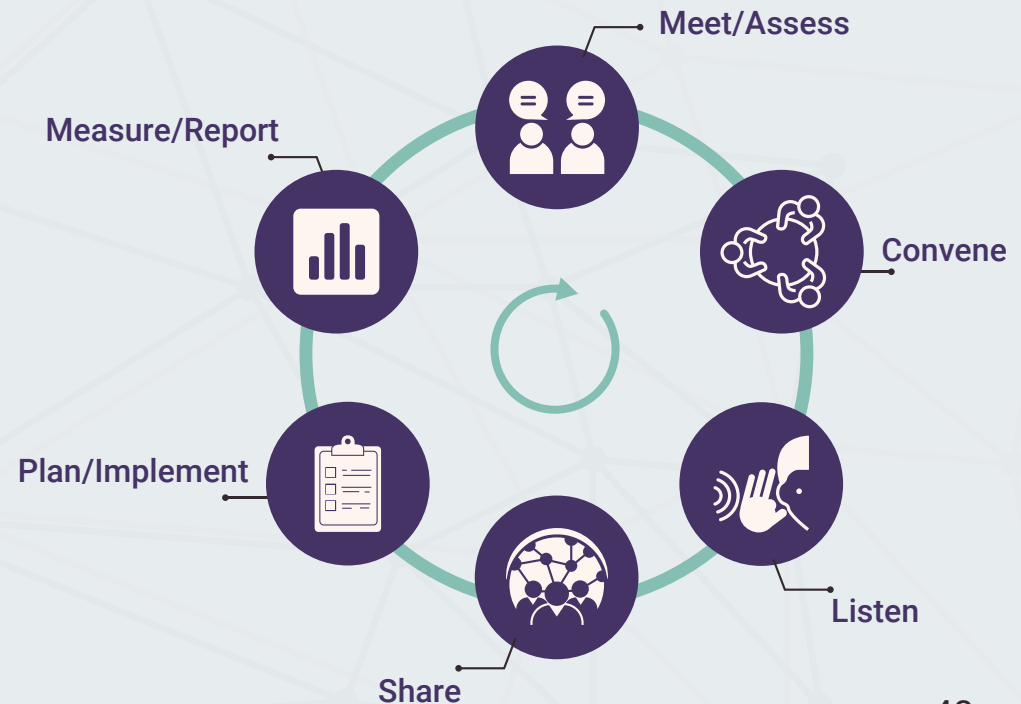 Meet/Assess
Measure/Report
Convene
Plan/Implement
Listen
Share